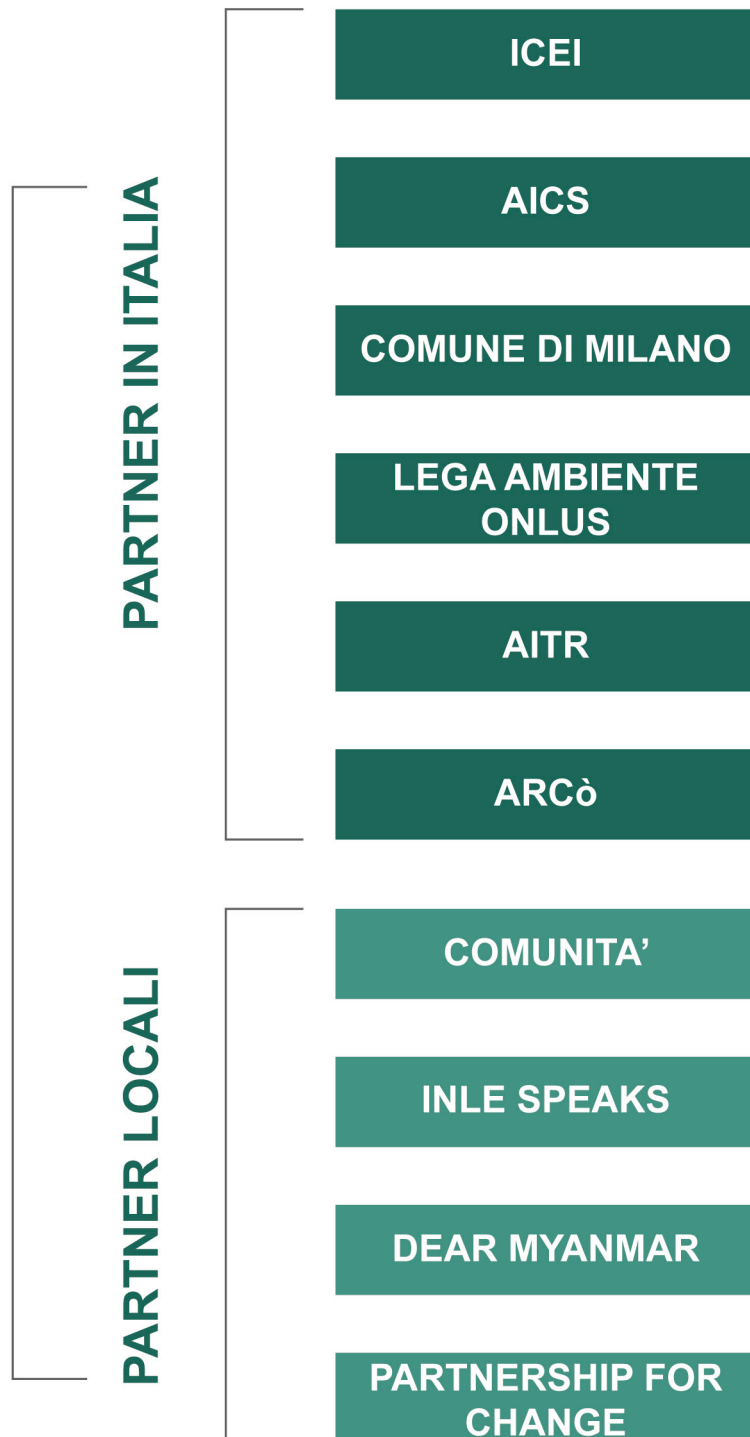 PARTNER IN ITALIA
ICEI
AICS
COMUNE DI MILANO
LEGA AMBIENTE
ONLUS
AITR
ARCò
PARTNER LOCALI
COMUNITA’
INLE SPEAKS
DEAR MYANMAR
PARTNERSHIP FOR
CHANGE